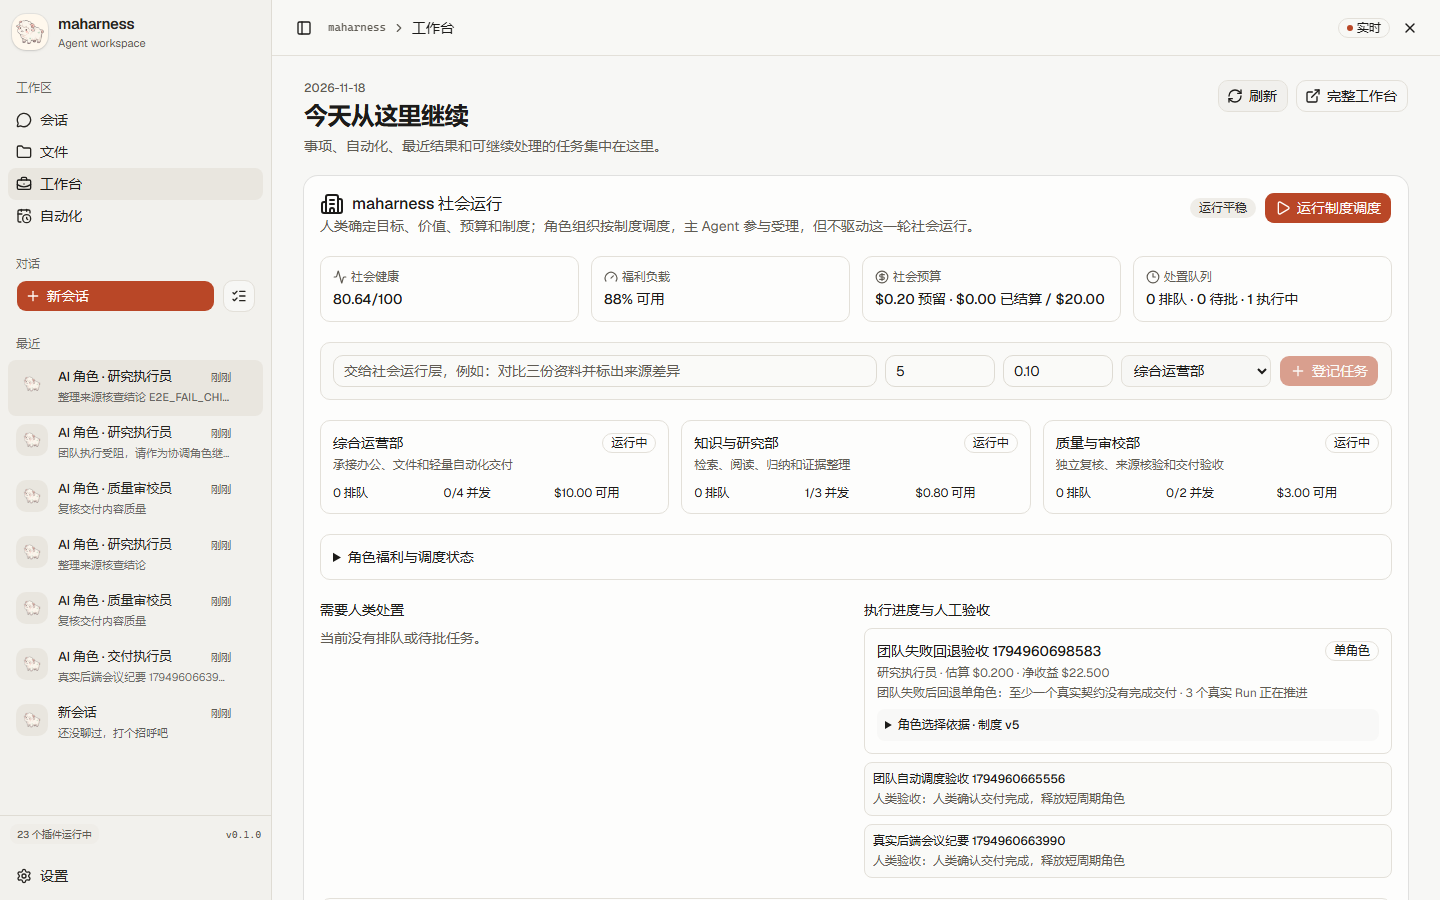 maharness
Agent workspace
工作区
会话
文件
工作台
自动化
对话
新会话
最近
AI 角色 · 研究执行员 刚刚
整理来源核查结论 E2E_FAIL_CHI...
AI 角色 · 研究执行员 刚刚
团队执行受阻，请作为协调角色继...
AI 角色 · 质量审校员 刚刚
复核交付内容质量
AI 角色 · 研究执行员 刚刚
整理来源核查结论
AI 角色 · 质量审校员 刚刚
复核交付内容质量
AI 角色 · 交付执行员 刚刚
真实后端会议纪要 17949606639...
新会话 刚刚
还没聊过，打个招呼吧
23 个插件运行中 v0.1.0
设置
maharness > 工作台
实时
2026-11-18
今天从这里继续
事项、自动化、最近结果和可继续处理的任务集中在这里。
刷新 完整工作台
maharness 社会运行
人类确定目标、价值、预算和制度；角色组织按制度调度，主 Agent 参与受理，但不驱动这一轮社会运行。
运行平稳 运行制度调度
社会健康
80.64/100
福利负载
88% 可用
社会预算
$0.20 预留 · $0.00 已结算 / $20.00
处置队列
0 排队 · 0 待批 · 1 执行中
交给社会运行层，例如：对比三份资料并标出来源差异 5 0.10 综合运营部 登记任务
综合运营部 运行中
承接办公、文件和轻量自动化交付
0 排队 0/4 并发 $10.00 可用
知识与研究部 运行中
检索、阅读、归纳和证据整理
0 排队 1/3 并发 $0.80 可用
质量与审校部 运行中
独立复核、来源核验和交付验收
0 排队 0/2 并发 $3.00 可用
角色福利与调度状态
需要人类处置
当前没有排队或待批任务。
执行进度与人工验收
团队失败回退验收 1794960698583 单角色
研究执行员 · 估算 $0.200 · 净收益 $22.500
团队失败后回退单角色：至少一个真实契约没有完成交付 · 3 个真实 Run 正在推进
角色选择依据 · 制度 v5
团队自动调度验收 1794960665556
人类验收：人类确认交付完成，释放短周期角色
真实后端会议纪要 1794960663990
人类验收：人类确认交付完成，释放短周期角色